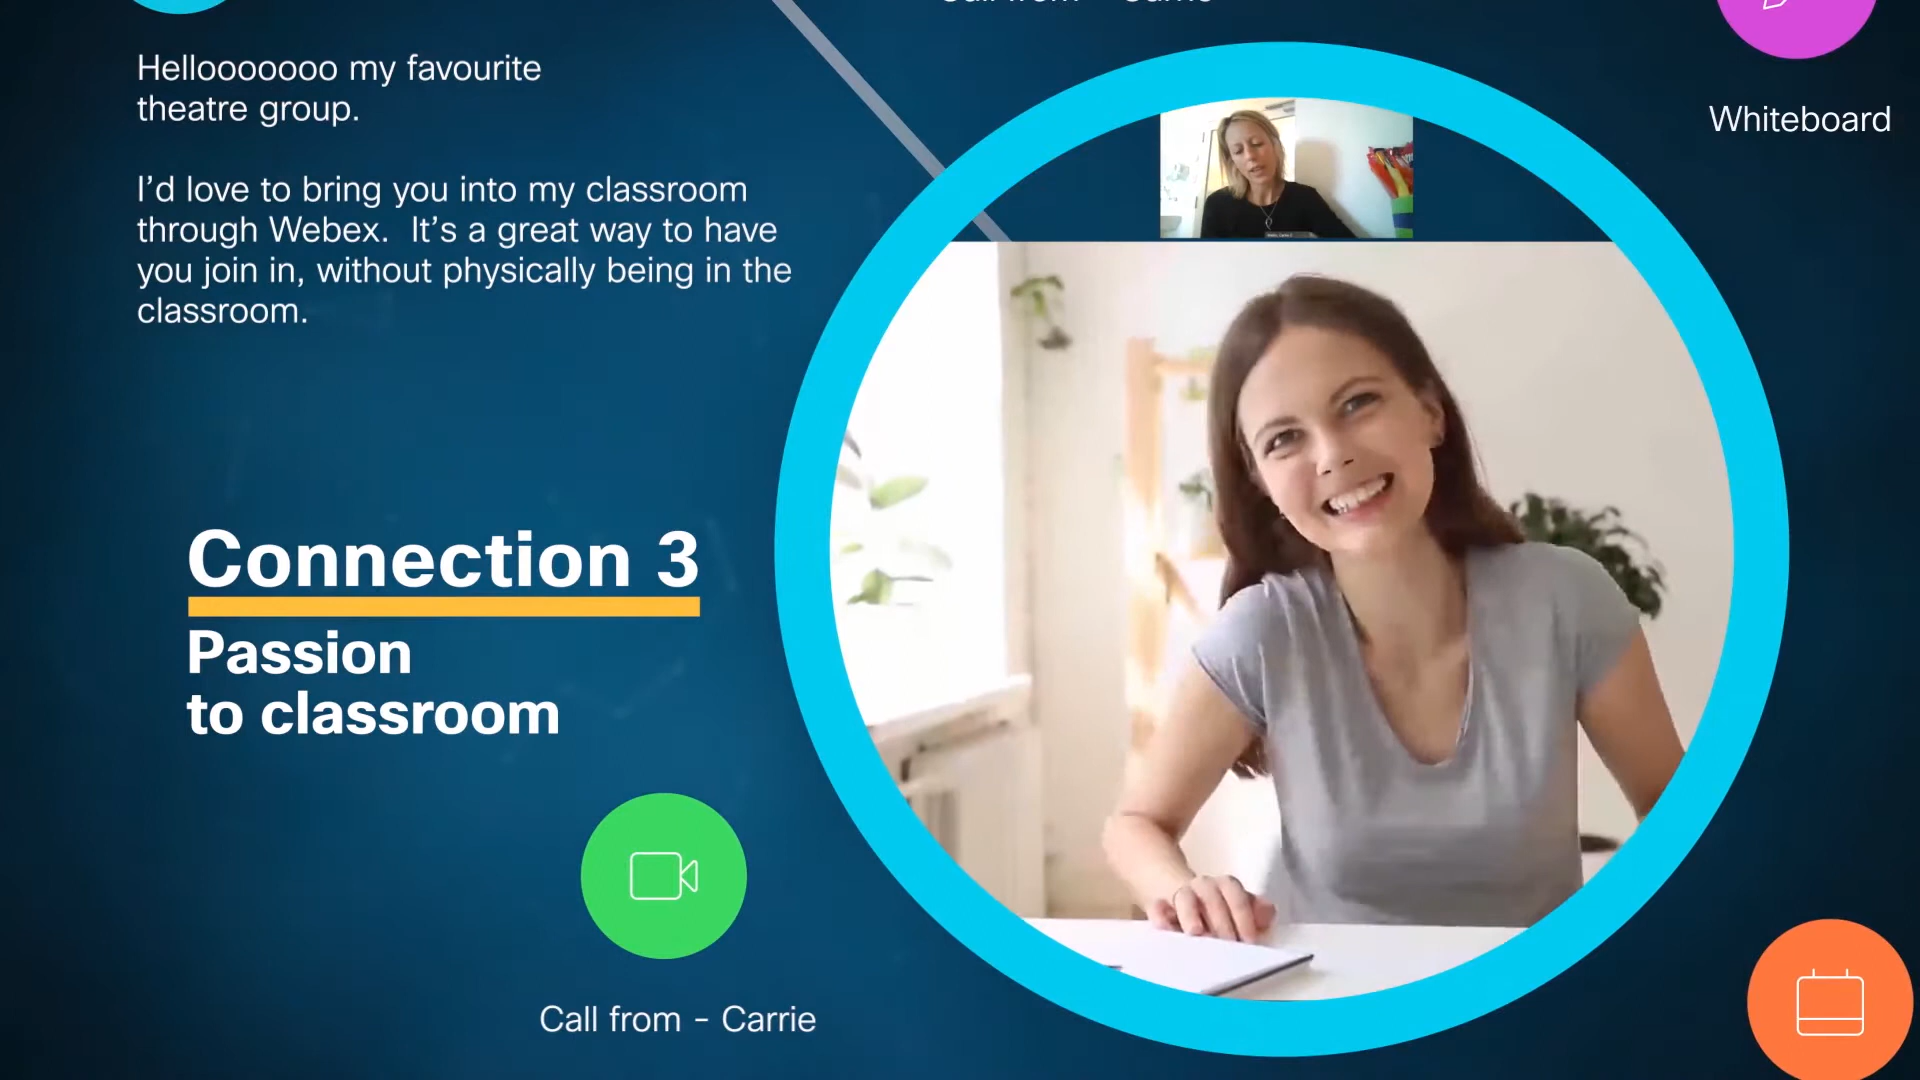 Hellooooooo my favourite
theatre group.
I’d love to bring you into my classroom
through Webex.  It’s a great way to have
you join in, without physically being in the
classroom.
Whiteboard
Connection 3
Passion
to classroom
Call from - Carrie